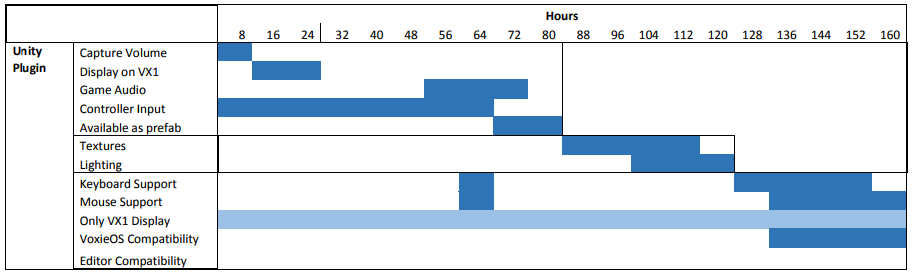 Hours
8 16 24 32 40 48 56 64 72 80 88 96 104 112 120 128 136 144 152 160
Unity Plugin
Capture Volume
Display on VX1
Game Audio
Controller Input
Available as prefab
Textures
Lighting
Keyboard Support
Mouse Support
Only VX1 Display
VoxieOS Compatibility
Editor Compatibility